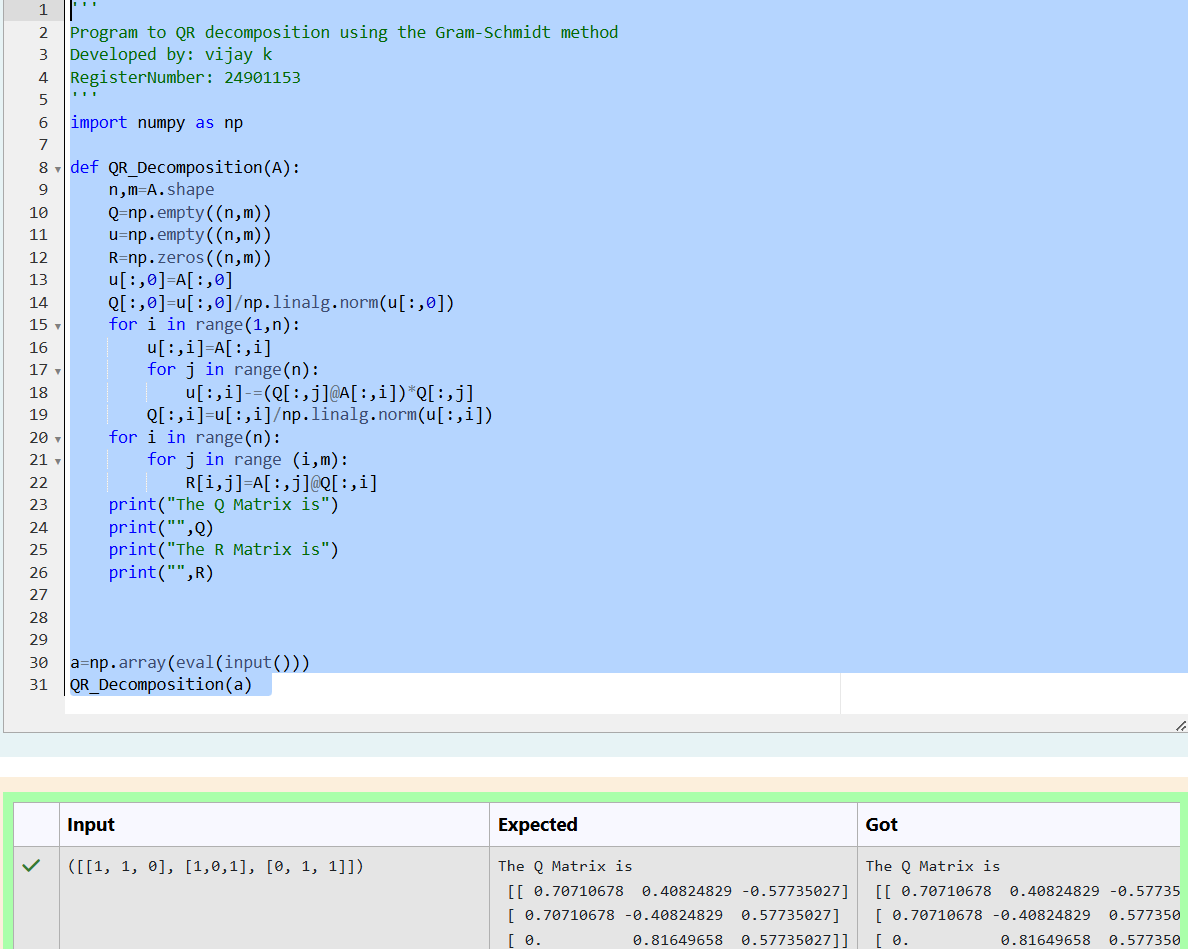 1 '''
2 Program to QR decomposition using the Gram-Schmidt method
3 Developed by: vijay k
4 RegisterNumber: 24901153
5 '''
6 import numpy as np
7
8 def QR_Decomposition(A):
9     n,m=A.shape
10     Q=np.empty((n,m))
11     u=np.empty((n,m))
12     R=np.zeros((n,m))
13     u[:,0]=A[:,0]
14     Q[:,0]=u[:,0]/np.linalg.norm(u[:,0])
15     for i in range(1,n):
16         u[:,i]=A[:,i]
17         for j in range(n):
18             u[:,i]-=(Q[:,j]@A[:,i])*Q[:,j]
19         Q[:,i]=u[:,i]/np.linalg.norm(u[:,i])
20     for i in range(n):
21         for j in range (i,m):
22             R[i,j]=A[:,j]@Q[:,i]
23     print("The Q Matrix is")
24     print("",Q)
25     print("The R Matrix is")
26     print("",R)
27
28
29
30 a=np.array(eval(input()))
31 QR_Decomposition(a)
Input Expected Got
([[1, 1, 0], [1,0,1], [0, 1, 1]]) The Q Matrix is The Q Matrix is
[[ 0.70710678  0.40824829 -0.57735027] [[ 0.70710678  0.40824829 -0.57735
[ 0.70710678 -0.40824829  0.57735027] [ 0.70710678 -0.40824829  0.577350
[ 0.          0.81649658  0.57735027]] [ 0.          0.81649658  0.577350